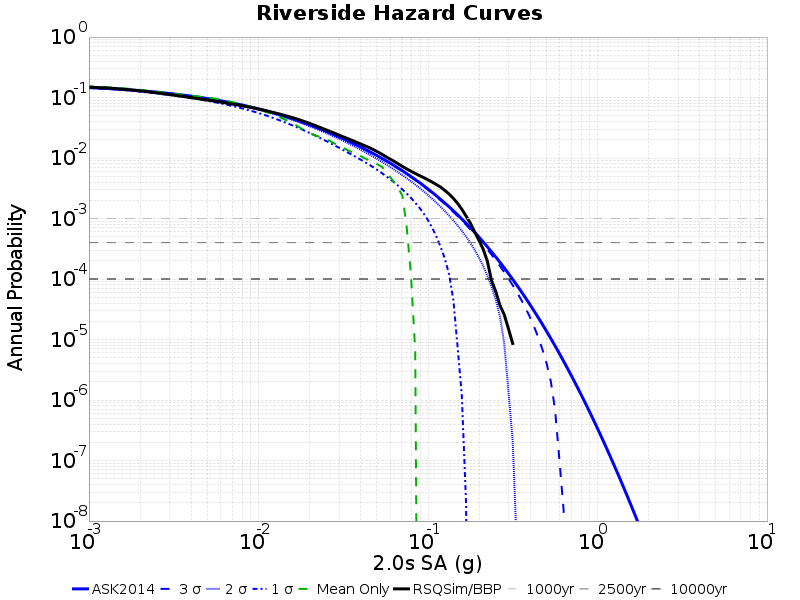 Riverside Hazard Curves
10^0
10^-1
10^-2
10^-3
10^-4
10^-5
10^-6
10^-7
10^-8
Annual Probability
10^-3 10^-2 10^-1 10^0 10^1
2.0s SA (g)
ASK2014 3 σ 2 σ 1 σ Mean Only RSQSim/BBP 1000yr 2500yr 10000yr